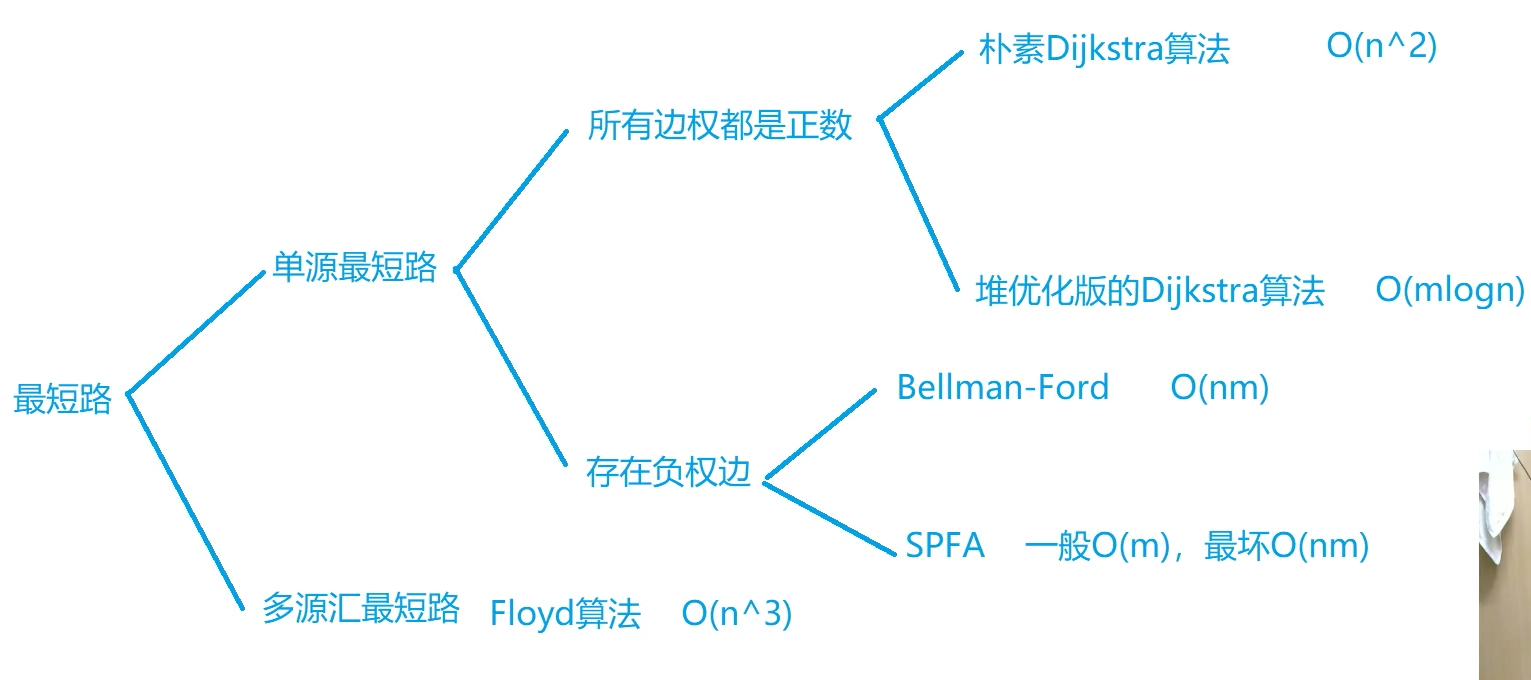 朴素Dijkstra算法 O(n^2)
所有边权都是正数
单源最短路
堆优化版的Dijkstra算法 O(mlogn)
最短路
Bellman-Ford O(nm)
存在负权边
SPFA 一般O(m)，最坏O(nm)
多源汇最短路 Floyd算法 O(n^3)